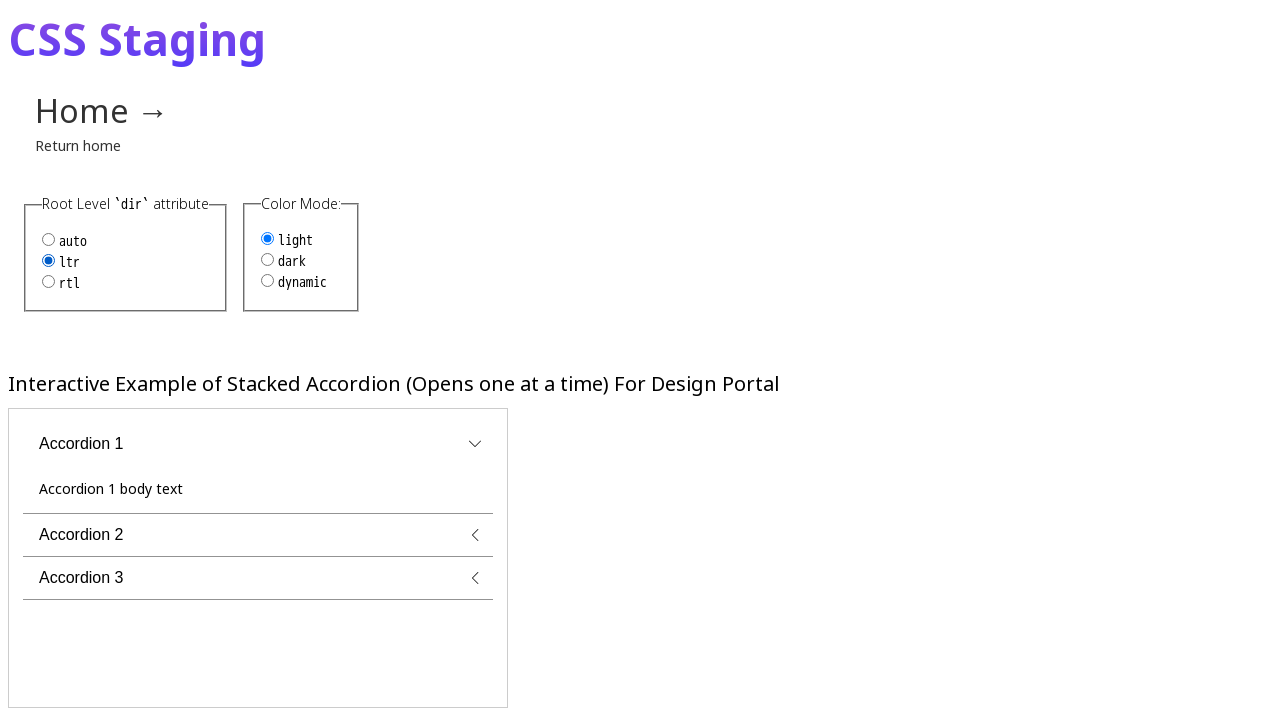 CSS Staging
Home →
Return home
Root Level `dir` attribute
auto
ltr
rtl
Color Mode:
light
dark
dynamic
Interactive Example of Stacked Accordion (Opens one at a time) For Design Portal
Accordion 1
Accordion 1 body text
Accordion 2
Accordion 3